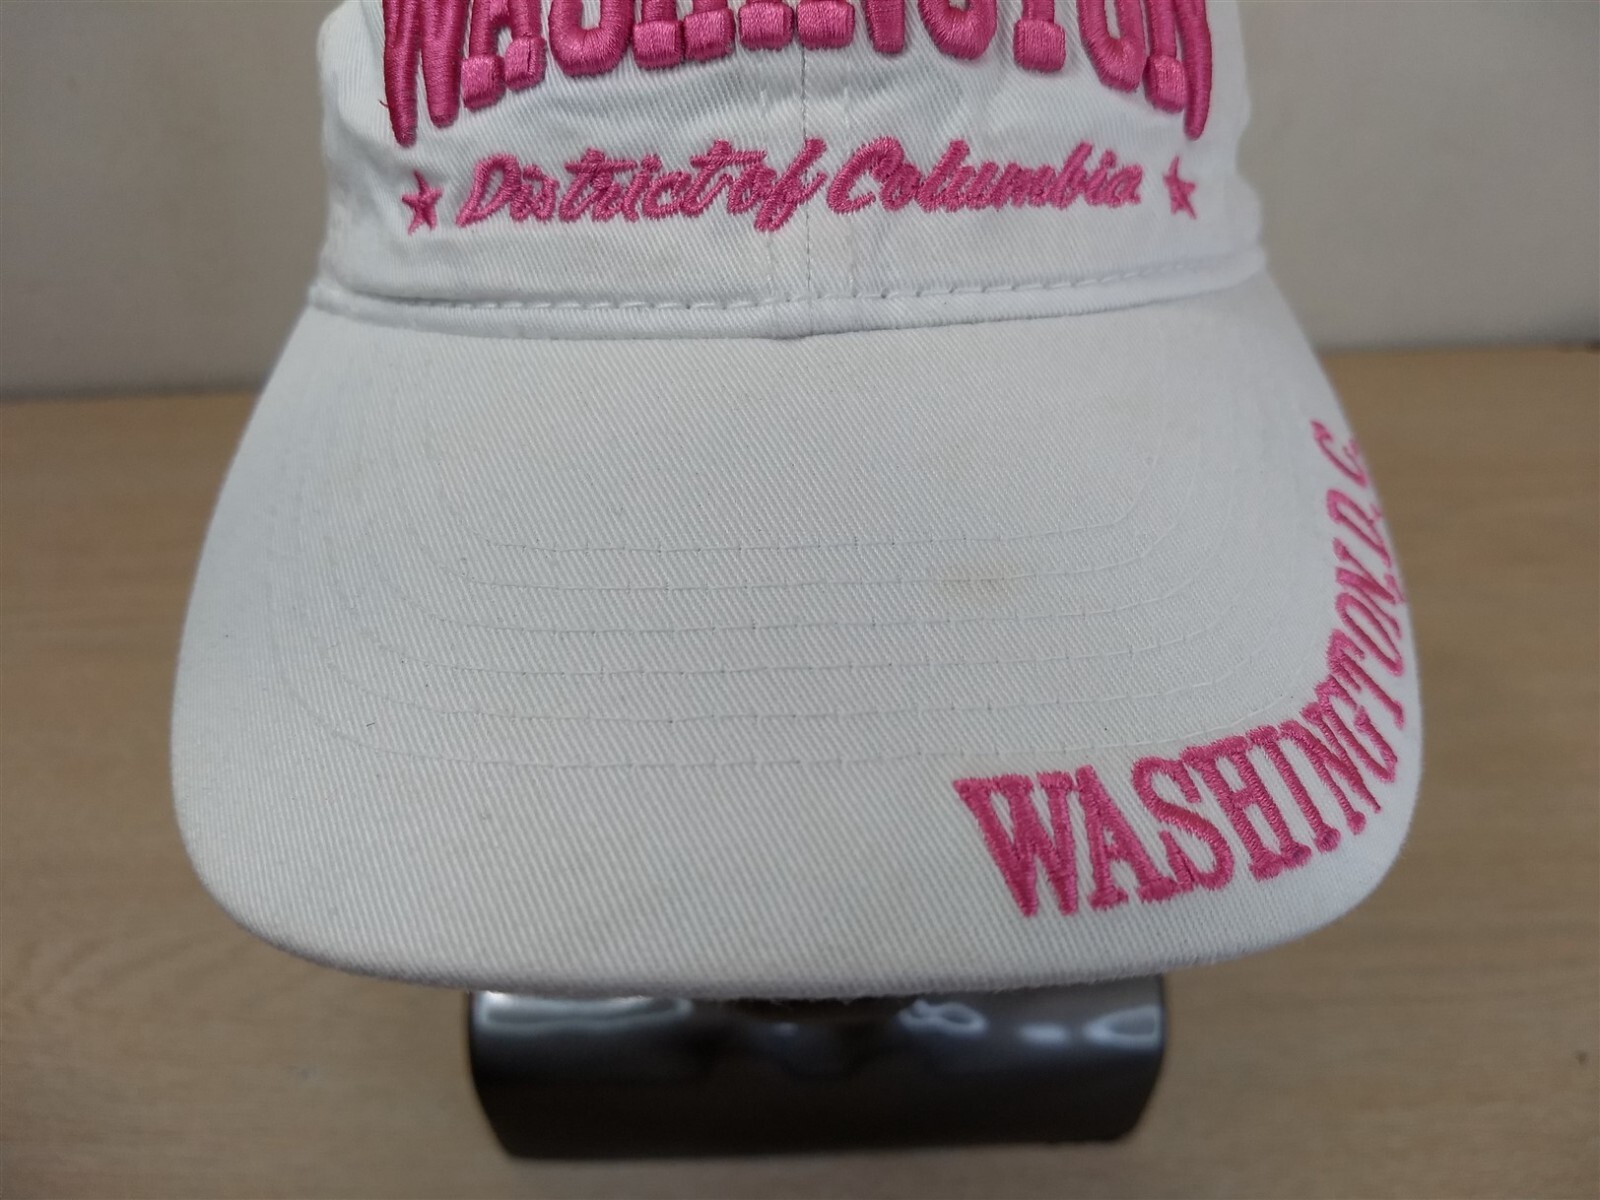 WASHINGTON
District of Columbia
WASHINGTON, D.C.